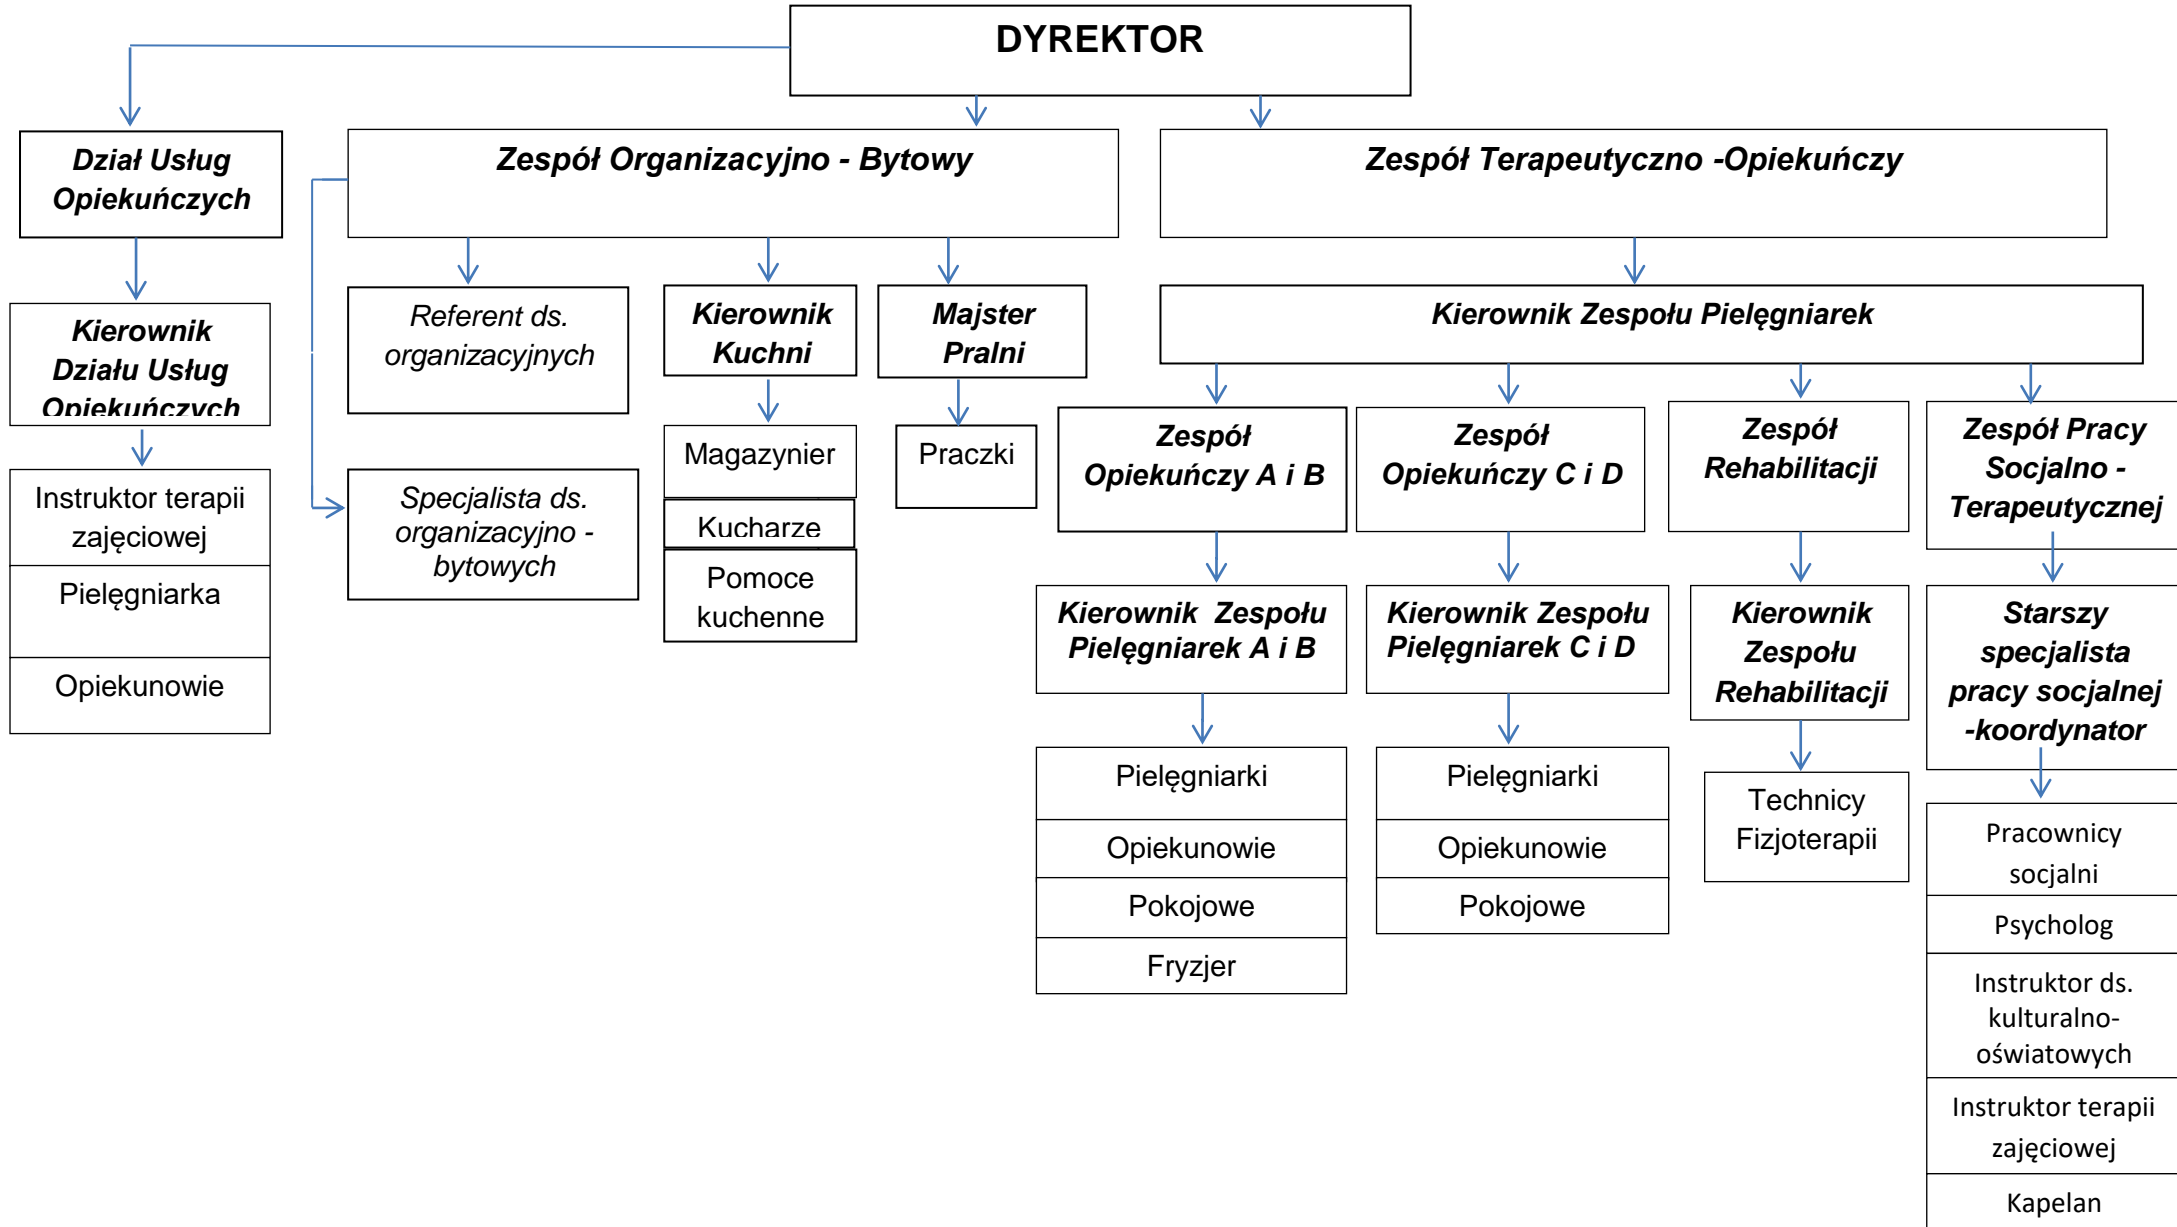 DYREKTOR
Dział Usług
Opiekuńczych
Zespół Organizacyjno - Bytowy
Zespół Terapeutyczno -Opiekuńczy
Kierownik
Działu Usług
Opiekuńczych
Referent ds.
organizacyjnych
Kierownik
Kuchni
Majster
Pralni
Kierownik Zespołu Pielęgniarek
Instruktor terapii
zajęciowej
Pielęgniarka
Opiekunowie
Specjalista ds.
organizacyjno -
bytowych
Magazynier
Kucharze
Pomoce
kuchenne
Praczki
Zespół
Opiekuńczy A i B
Zespół
Opiekuńczy C i D
Zespół
Rehabilitacji
Zespół Pracy
Socjalno -
Terapeutycznej
Kierownik Zespołu
Pielęgniarek A i B
Kierownik Zespołu
Pielęgniarek C i D
Kierownik
Zespołu
Rehabilitacji
Starszy
specjalista
pracy socjalnej
-koordynator
Pielęgniarki
Opiekunowie
Pokojowe
Fryzjer
Pielęgniarki
Opiekunowie
Pokojowe
Technicy
Fizjoterapii
Pracownicy
socjalni
Psycholog
Instruktor ds.
kulturalno-
oświatowych
Instruktor terapii
zajęciowej
Kapelan